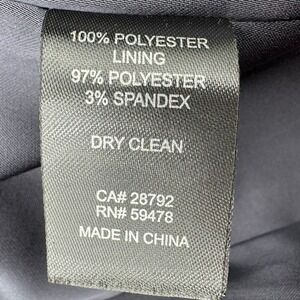 100% POLYESTER
LINING
97% POLYESTER
3% SPANDEX
DRY CLEAN
CA# 28792
RN# 59478
MADE IN CHINA